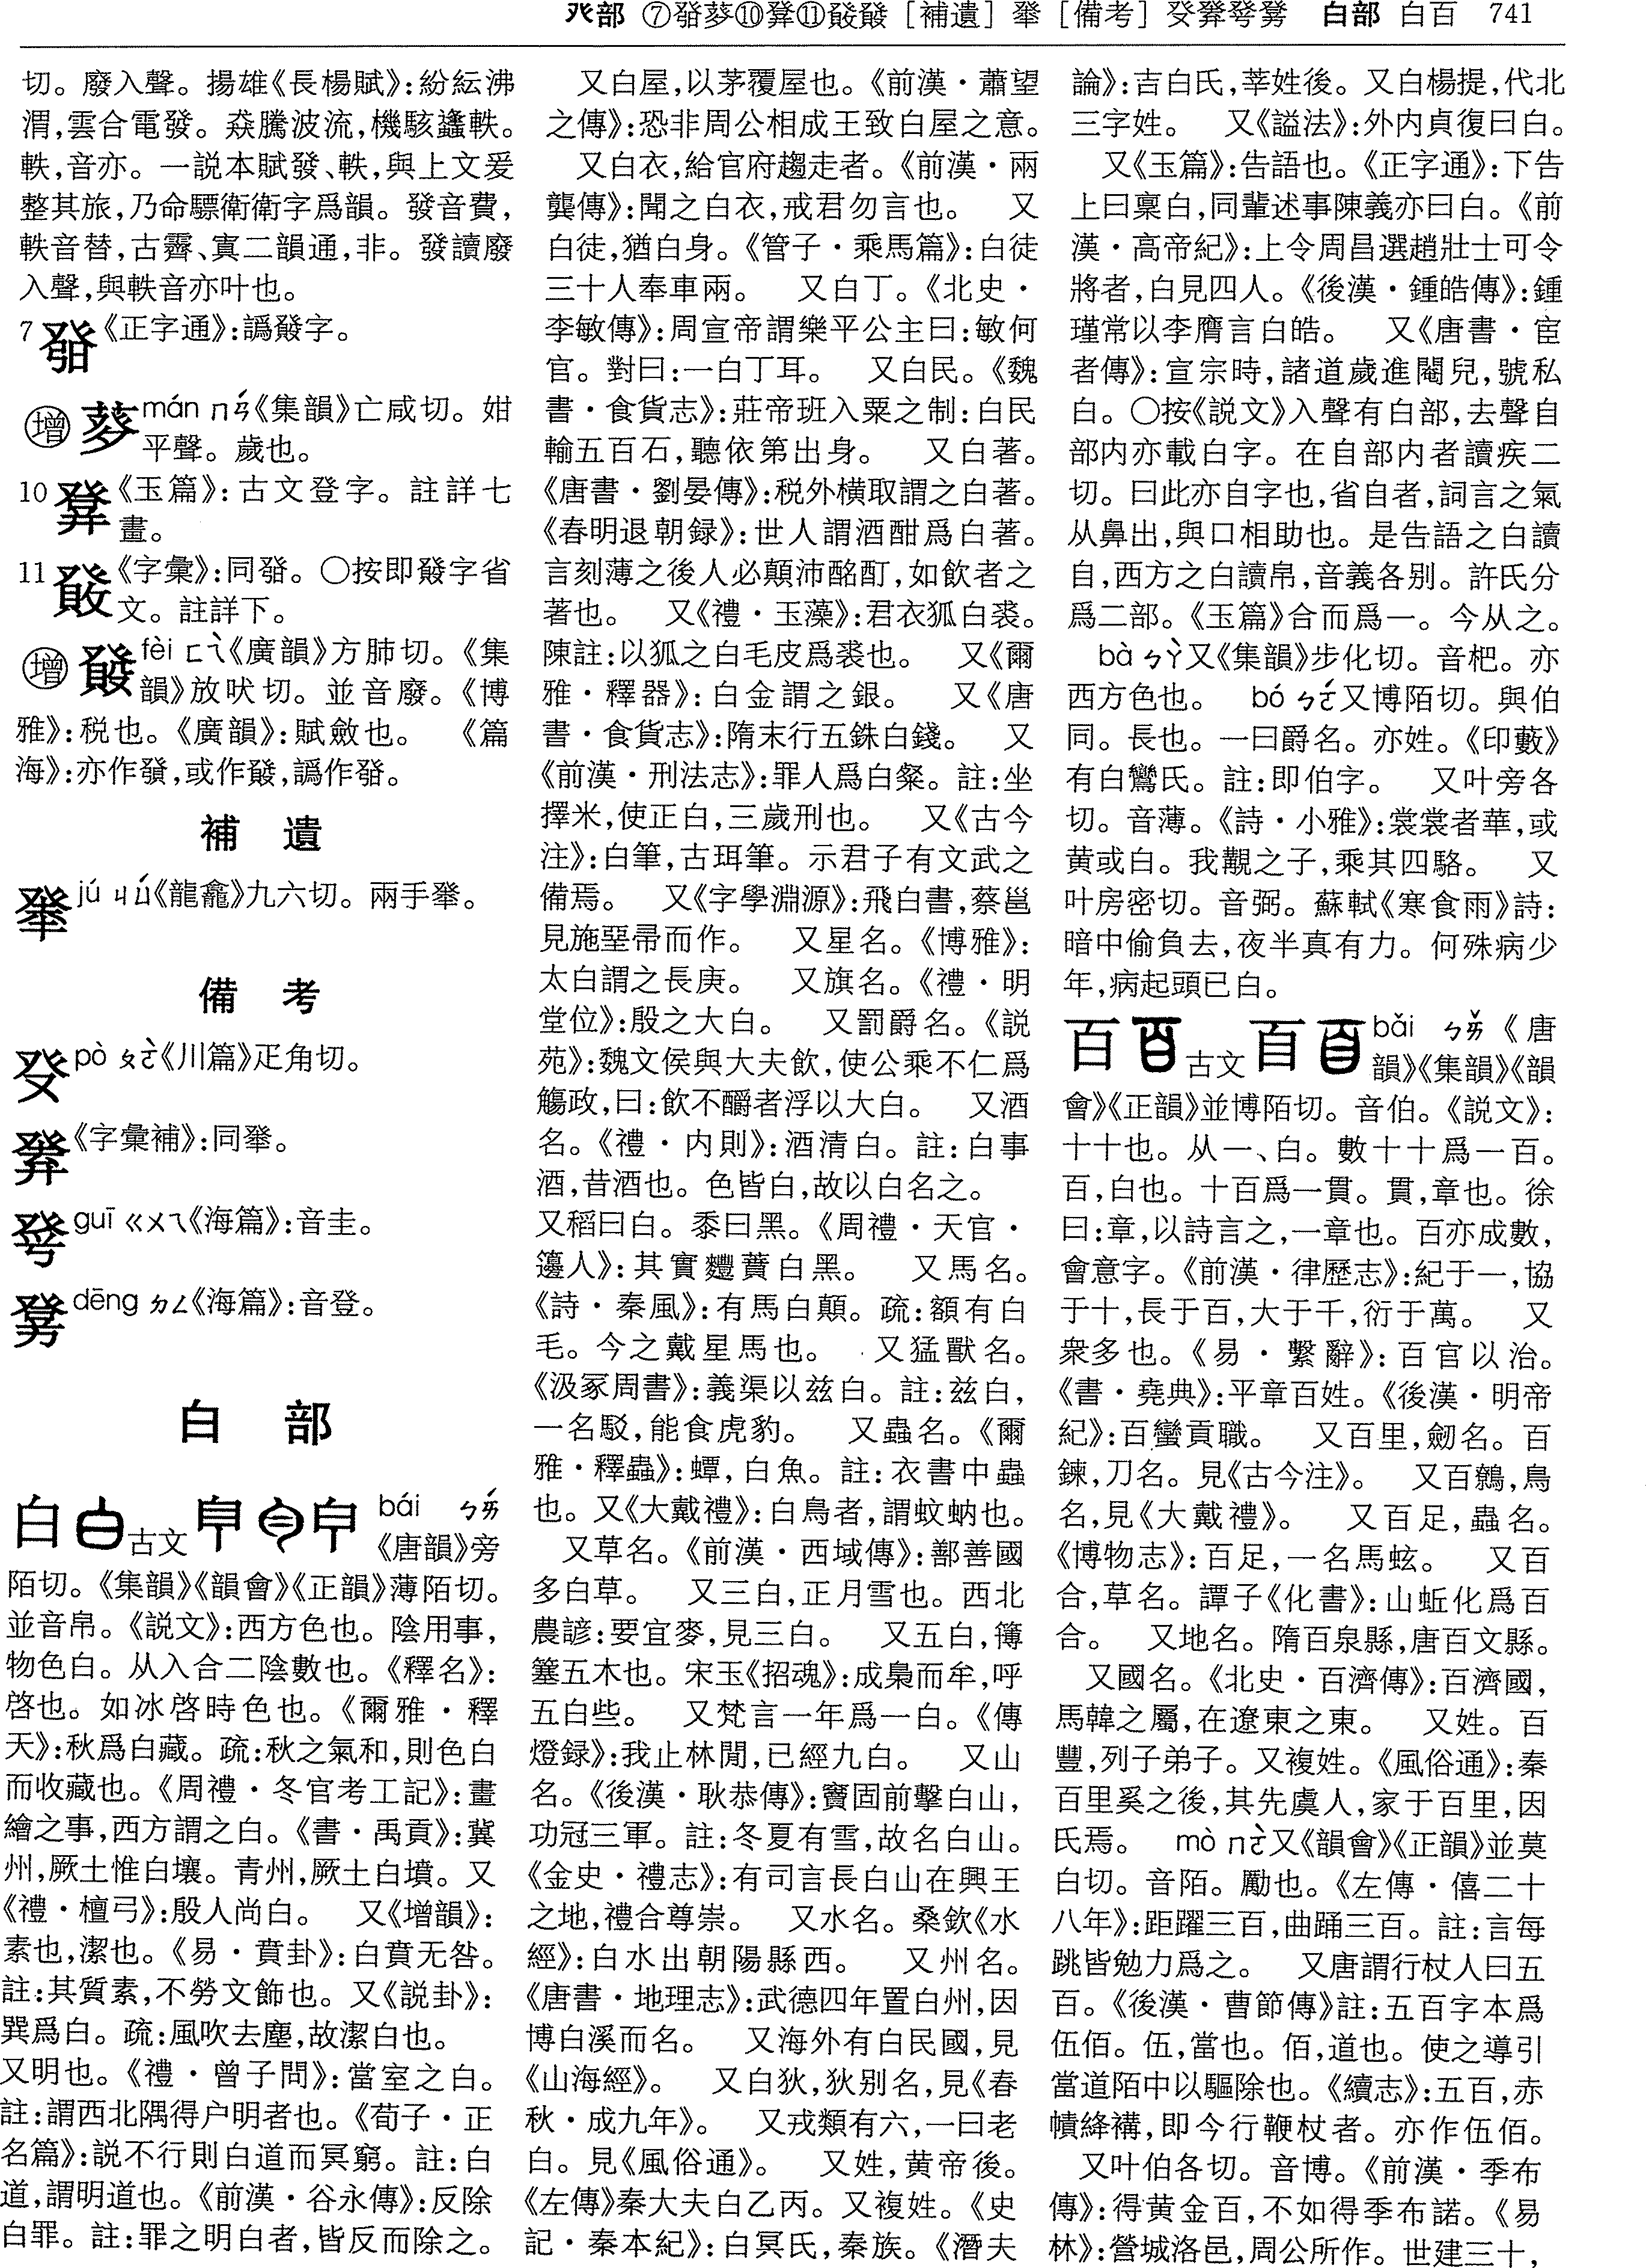 癶部 ⑦⑩⑪ [補遺] [備考] 白部 白百 741
切。廢入聲。揚雄《長楊賦》:紛紜沸
渭,雲合電發。猋騰波流,機駭蠭軼。
軼,音亦。一説本賦發、軼,與上文爰
整其旅,乃命驃衛衛字爲韻。發音費,
軼音替,古霽、寘二韻通,非。發讀廢
入聲,與軼音亦叶也。
7 《正字通》:譌字。
增 mán ㄇㄢˊ《集韻》亡咸切。姏
平聲。歲也。
10 《玉篇》:古文登字。註詳七
畫。
11 《字彙》:同。〇按即字省
文。註詳下。
增 fèi ㄈㄟˋ《廣韻》方肺切。《集
韻》放吠切。並音廢。《博
雅》:税也。《廣韻》:賦斂也。 《篇
海》:亦作發,或作,譌作。
補 遺
jú ㄐㄩˊ《龍龕》九六切。兩手。
備 考
pò ㄆㄛˋ《川篇》疋角切。
《字彙補》:同。
guī ㄍㄨㄟ《海篇》:音圭。
dēng ㄉㄥ《海篇》:音登。
白 部
白 古文 bái ㄅㄞˊ
《唐韻》旁
陌切。《集韻》《韻會》《正韻》薄陌切。
並音帛。《説文》:西方色也。陰用事,
物色白。从入合二陰數也。《釋名》:
啓也。如冰啓時色也。《爾雅・釋
天》:秋爲白藏。疏:秋之氣和,則色白
而收藏也。《周禮・冬官考工記》:畫
繪之事,西方謂之白。《書・禹貢》:冀
州,厥土惟白壤。青州,厥土白墳。又
《禮・檀弓》:殷人尚白。 又《增韻》:
素也,潔也。《易・賁卦》:白賁无咎。
註:其質素,不勞文飾也。又《説卦》:
巽爲白。疏:風吹去塵,故潔白也。
又明也。《禮・曾子問》:當室之白。
註:謂西北隅得户明者也。《荀子・正
名篇》:説不行則白道而冥窮。註:白
道,謂明道也。《前漢・谷永傳》:反除
白罪。註:罪之明白者,皆反而除之。
又白屋,以茅覆屋也。《前漢・蕭望
之傳》:恐非周公相成王致白屋之意。
又白衣,給官府趨走者。《前漢・兩
龔傳》:聞之白衣,戒君勿言也。 又
白徒,猶白身。《管子・乘馬篇》:白徒
三十人奉車兩。 又白丁。《北史・
李敏傳》:周宣帝謂樂平公主曰:敏何
官。對曰:一白丁耳。 又白民。《魏
書・食貨志》:莊帝班入粟之制:白民
輸五百石,聽依第出身。 又白著。
《唐書・劉晏傳》:税外横取謂之白著。
《春明退朝録》:世人謂酒酣爲白著。
言刻薄之後人必顛沛酩酊,如飲者之
著也。 又《禮・玉藻》:君衣狐白裘。
陳註:以狐之白毛皮爲裘也。 又《爾
雅・釋器》:白金謂之銀。 又《唐
書・食貨志》:隋末行五銖白錢。 又
《前漢・刑法志》:罪人爲白粲。註:坐
擇米,使正白,三歲刑也。 又《古今
注》:白筆,古珥筆。示君子有文武之
備焉。 又《字學淵源》:飛白書,蔡邕
見施堊帚而作。 又星名。《博雅》:
太白謂之長庚。 又旗名。《禮・明
堂位》:殷之大白。 又罰爵名。《説
苑》:魏文侯與大夫飲,使公乘不仁爲
觴政,曰:飲不釂者浮以大白。 又酒
名。《禮・内則》:酒清白。註:白事
酒,昔酒也。色皆白,故以白名之。
又稻曰白。黍曰黑。《周禮・天官・
籩人》:其實麷蕡白黑。 又馬名。
《詩・秦風》:有馬白顛。疏:額有白
毛。今之戴星馬也。 又猛獸名。
《汲冢周書》:義渠以兹白。註:兹白,
一名駁,能食虎豹。 又蟲名。《爾
雅・釋蟲》:蟫,白魚。註:衣書中蟲
也。又《大戴禮》:白鳥者,謂蚊蚋也。
又草名。《前漢・西域傳》:鄯善國
多白草。 又三白,正月雪也。西北
農諺:要宜麥,見三白。 又五白,簿
簺五木也。宋玉《招魂》:成梟而牟,呼
五白些。 又梵言一年爲一白。《傳
燈録》:我止林閒,已經九白。 又山
名。《後漢・耿恭傳》:竇固前擊白山,
功冠三軍。註:冬夏有雪,故名白山。
《金史・禮志》:有司言長白山在興王
之地,禮合尊崇。 又水名。桑欽《水
經》:白水出朝陽縣西。 又州名。
《唐書・地理志》:武德四年置白州,因
博白溪而名。 又海外有白民國,見
《山海經》。 又白狄,狄别名,見《春
秋・成九年》。 又戎類有六,一曰老
白。見《風俗通》。 又姓,黄帝後。
《左傳》秦大夫白乙丙。又複姓。《史
記・秦本紀》:白冥氏,秦族。《潛夫
論》:吉白氏,莘姓後。又白楊提,代北
三字姓。 又《謚法》:外内貞復曰白。
又《玉篇》:告語也。《正字通》:下告
上曰稟白,同輩述事陳義亦曰白。《前
漢・高帝紀》:上令周昌選趙壯士可令
將者,白見四人。《後漢・鍾皓傳》:鍾
瑾常以李膺言白皓。 又《唐書・宦
者傳》:宣宗時,諸道歲進閹兒,號私
白。〇按《説文》入聲有白部,去聲自
部内亦載白字。在自部内者讀疾二
切。曰此亦自字也,省自者,詞言之氣
从鼻出,與口相助也。是告語之白讀
自,西方之白讀帛,音義各别。許氏分
爲二部。《玉篇》合而爲一。今从之。
bà ㄅㄚˋ又《集韻》步化切。音杷。亦
西方色也。 bó ㄅㄛˊ又博陌切。與伯
同。長也。一曰爵名。亦姓。《印藪》
有白鸞氏。註:即伯字。 又叶旁各
切。音薄。《詩・小雅》:裳裳者華,或
黄或白。我覯之子,乘其四駱。 又
叶房密切。音弼。蘇軾《寒食雨》詩:
暗中偷負去,夜半真有力。何殊病少
年,病起頭已白。
百 古文 bǎi ㄅㄞˇ《唐
韻》《集韻》《韻
會》《正韻》並博陌切。音伯。《説文》:
十十也。从一、白。數十十爲一百。
百,白也。十百爲一貫。貫,章也。徐
曰:章,以詩言之,一章也。百亦成數,
會意字。《前漢・律歷志》:紀于一,協
于十,長于百,大于千,衍于萬。 又
衆多也。《易・繫辭》:百官以治。
《書・堯典》:平章百姓。《後漢・明帝
紀》:百蠻貢職。 又百里,劒名。百
鍊,刀名。見《古今注》。 又百鷯,鳥
名,見《大戴禮》。 又百足,蟲名。
《博物志》:百足,一名馬蚿。 又百
合,草名。譚子《化書》:山蚯化爲百
合。 又地名。隋百泉縣,唐百丈縣。
又國名。《北史・百濟傳》:百濟國,
馬韓之屬,在遼東之東。 又姓。百
豐,列子弟子。又複姓。《風俗通》:秦
百里奚之後,其先虞人,家于百里,因
氏焉。 mò ㄇㄛˋ又《韻會》《正韻》並莫
白切。音陌。勵也。《左傳・僖二十
八年》:距躍三百,曲踊三百。註:言每
跳皆勉力爲之。 又唐謂行杖人曰五
百。《後漢・曹節傳》註:五百字本爲
伍佰。伍,當也。佰,道也。使之導引
當道陌中以驅除也。《續志》:五百,赤
幘絳褠,即今行鞭杖者。亦作伍佰。
又叶伯各切。音博。《前漢・季布
傳》:得黄金百,不如得季布諾。《易
林》:營城洛邑,周公所作。世建三十,